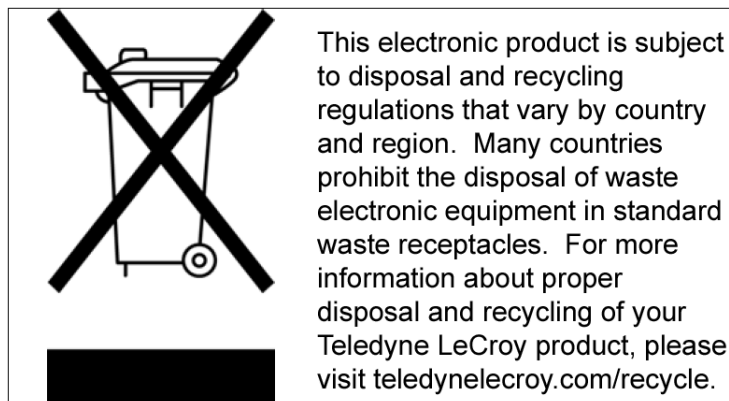 This electronic product is subject
to disposal and recycling
regulations that vary by country
and region.  Many countries
prohibit the disposal of waste
electronic equipment in standard
waste receptacles.  For more
information about proper
disposal and recycling of your
Teledyne LeCroy product, please
visit teledynelecroy.com/recycle.